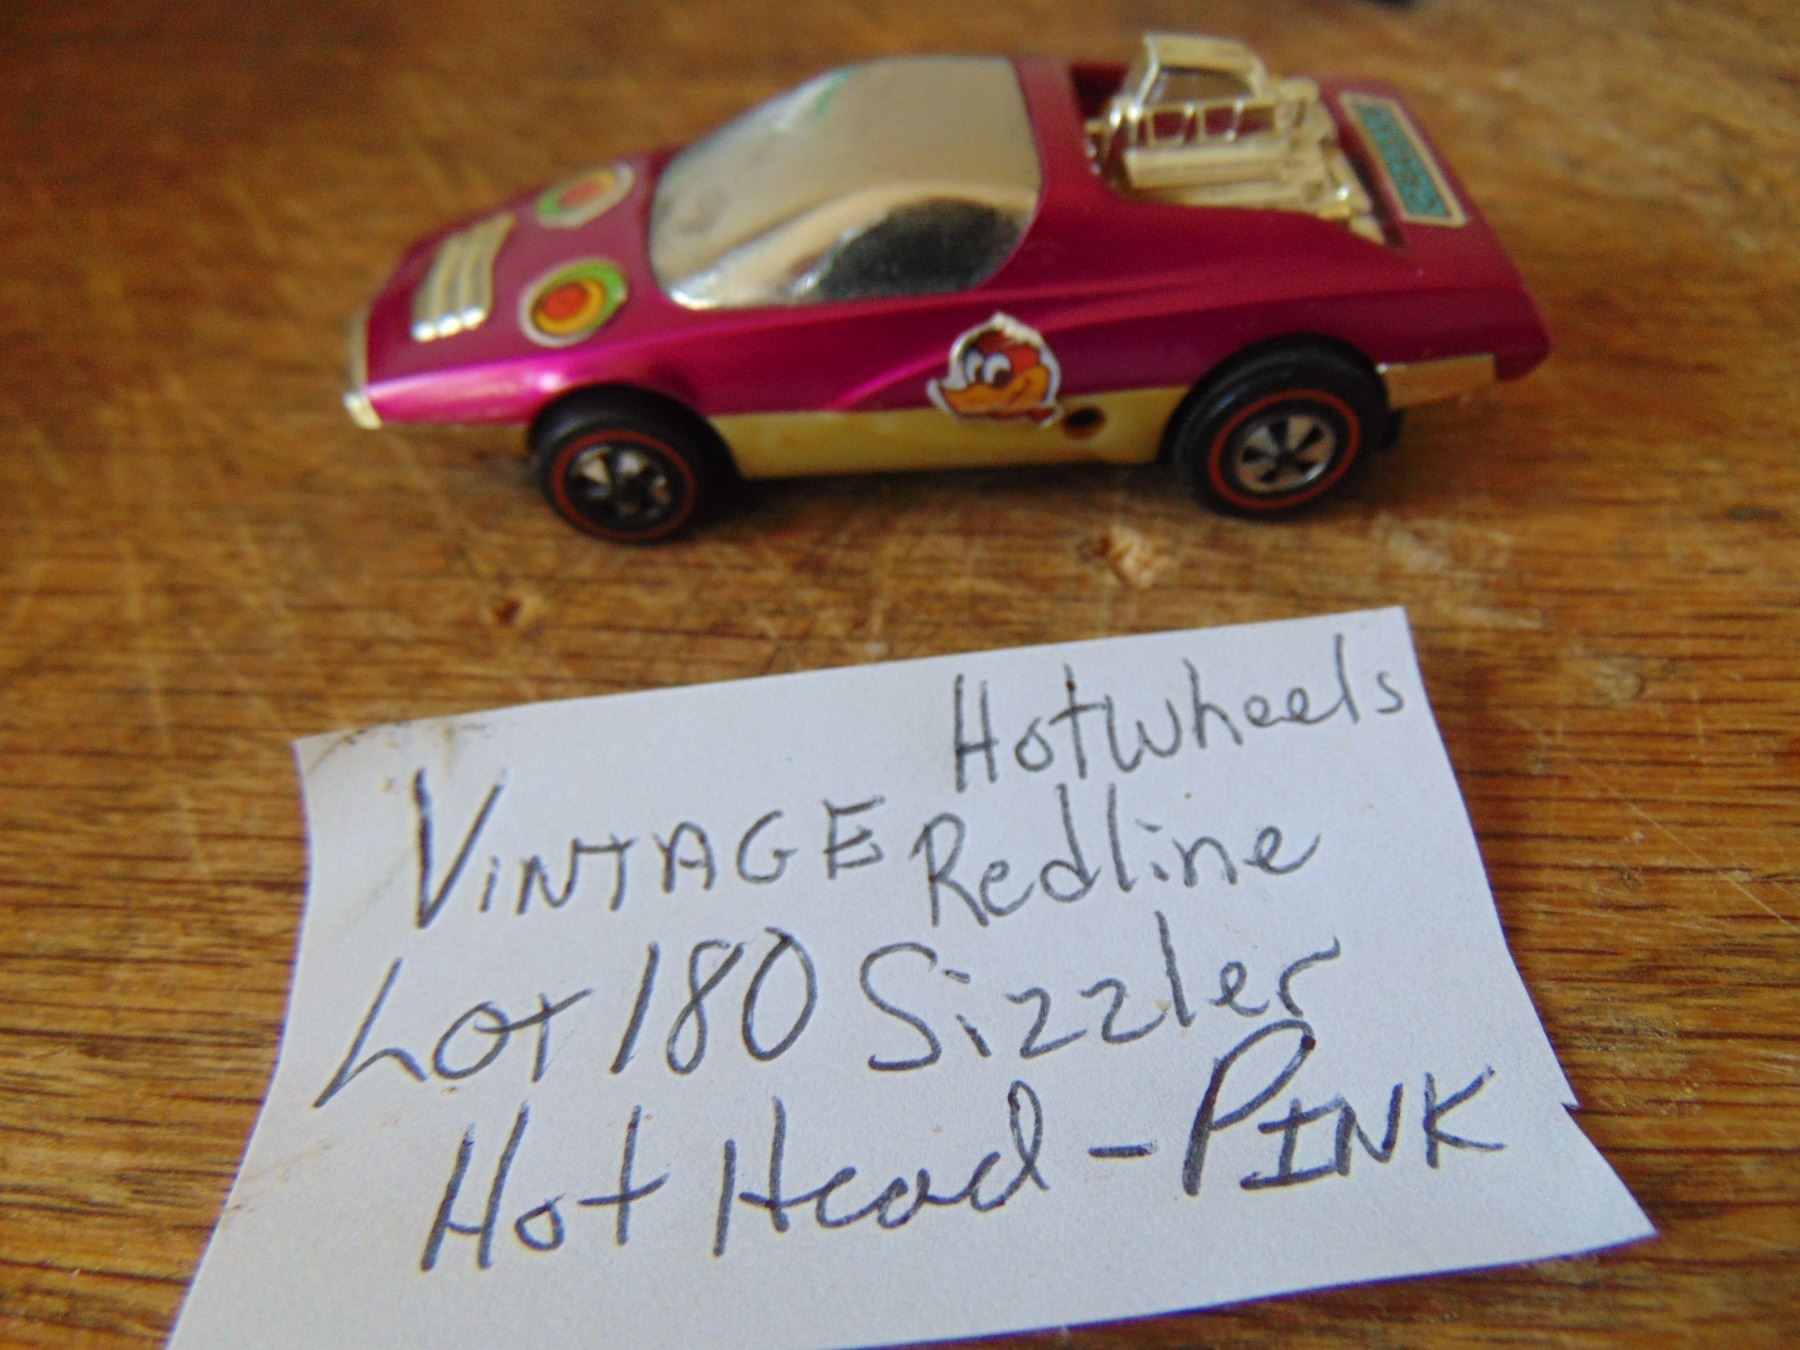 Hotwheels
VINTAGE Redline
Lot 180 Sizzler
Hot Head - PINK